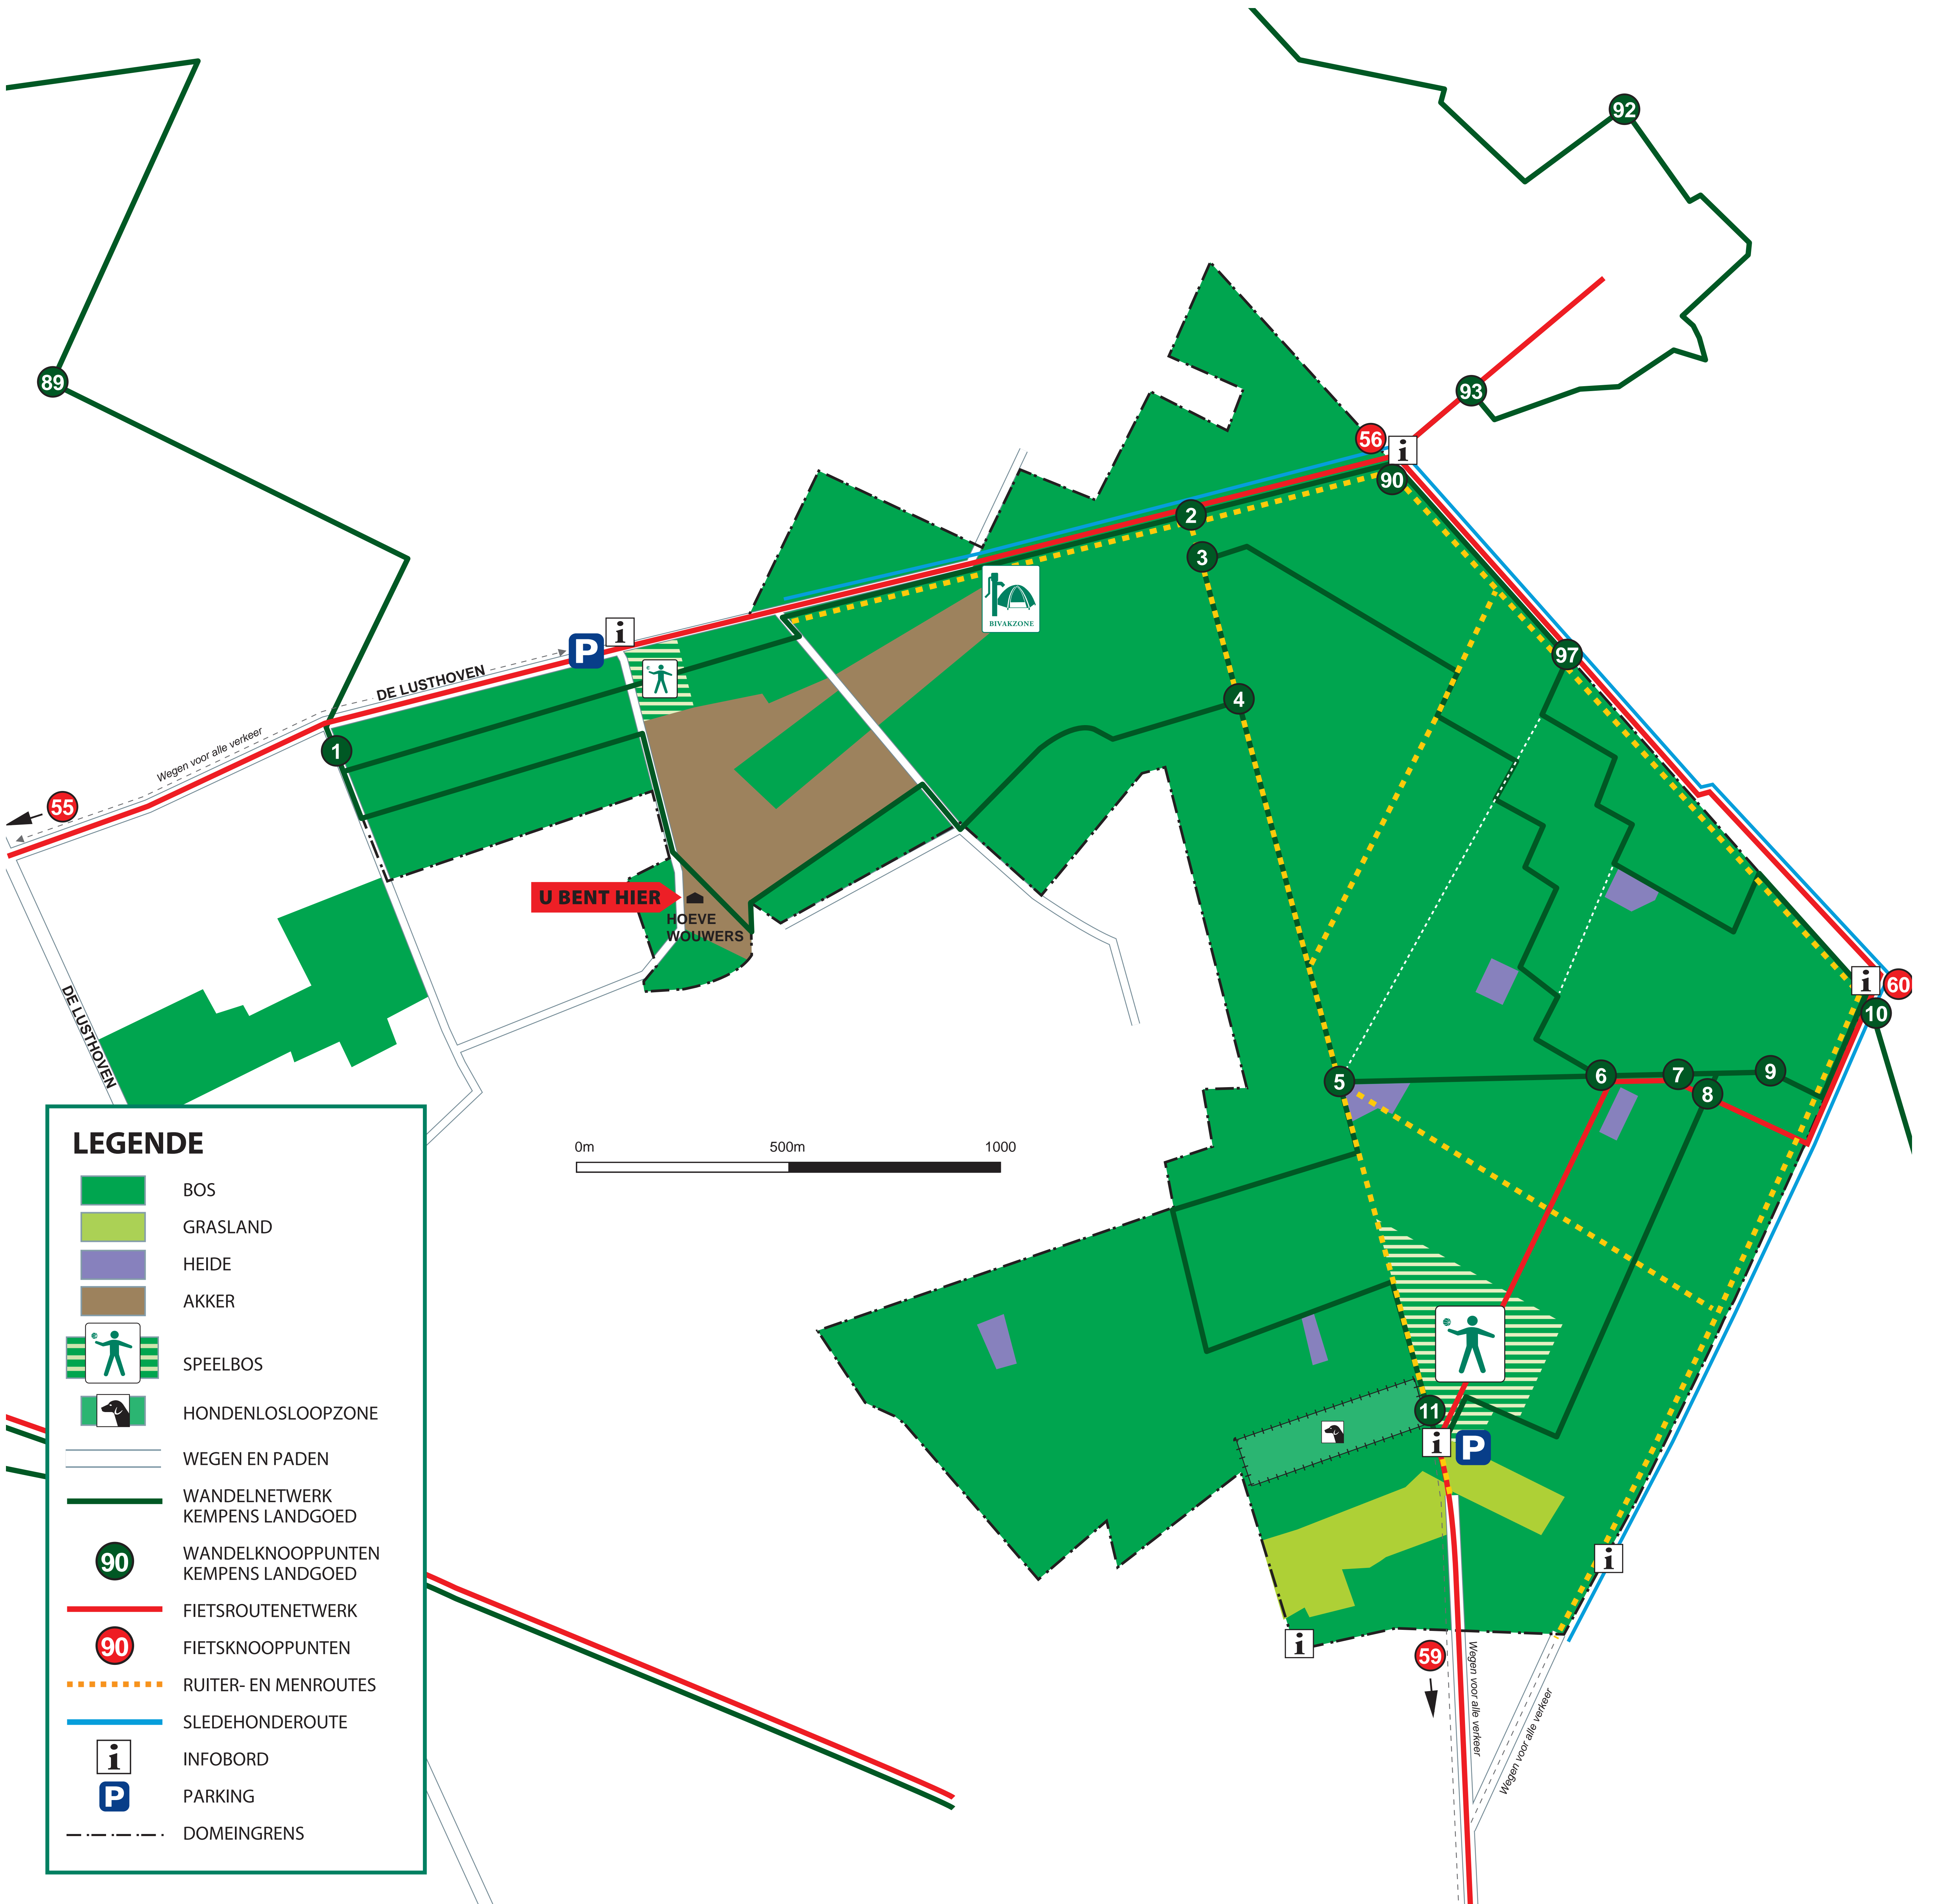 92
89
93
56
i
90
2
3
BIVAKZONE
i
P
97
DE LUSTHOVEN
4
1
Wegen voor alle verkeer
55
U BENT HIER
HOEVE
WOUWERS
i
60
10
DE LUSTHOVEN
5
6
7
9
8
0m
500m
1000
11
i
P
i
i
59
Wegen voor alle verkeer
Wegen voor alle verkeer
LEGENDE
BOS
GRASLAND
HEIDE
AKKER
SPEELBOS
HONDENLOSLOOPZONE
WEGEN EN PADEN
WANDELNETWERK
KEMPENS LANDGOED
90
WANDELKNOOPPUNTEN
KEMPENS LANDGOED
FIETSROUTENETWERK
90
FIETSKNOOPPUNTEN
RUITER- EN MENROUTES
SLEDEHONDEROUTE
i
INFOBORD
P
PARKING
DOMEINGRENS